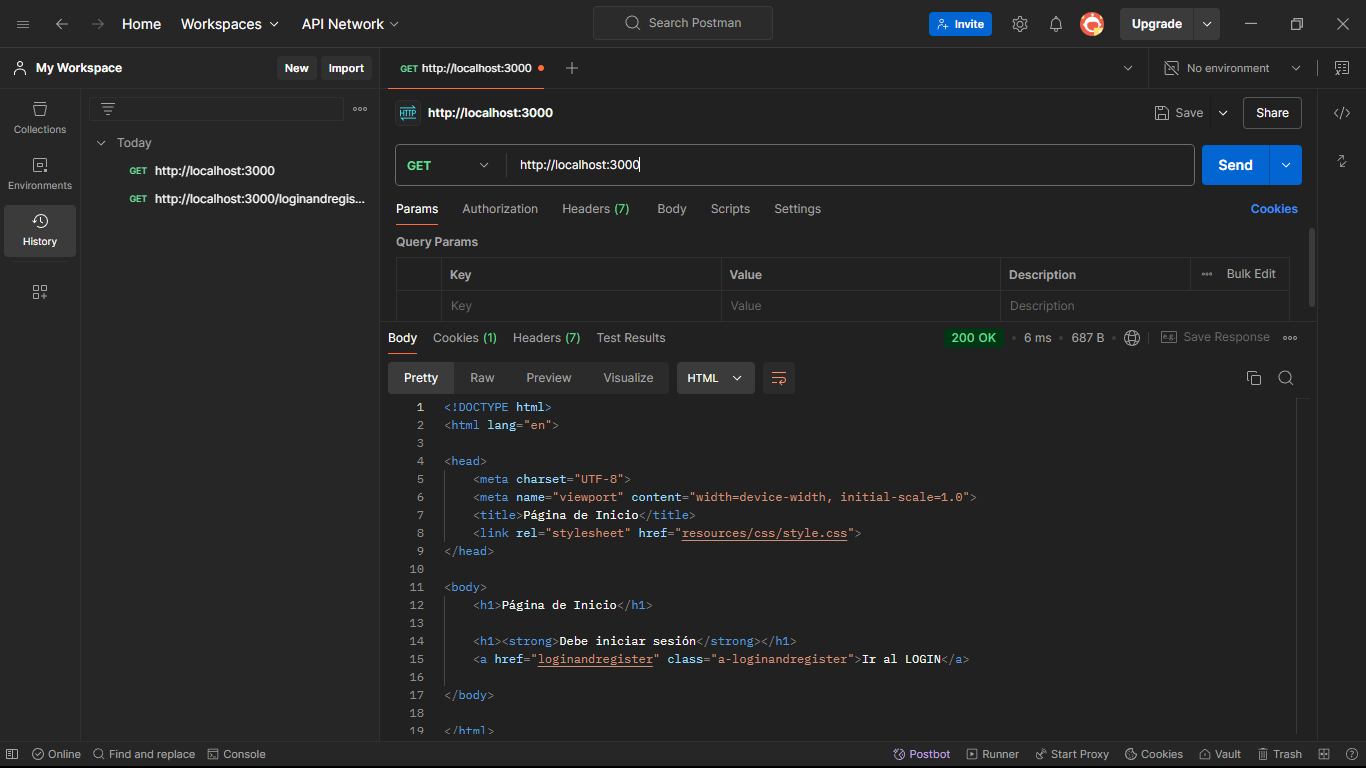 Home Workspaces API Network Search Postman Invite Upgrade
My Workspace New Import GET http://localhost:3000 No environment
Collections
Environments
History
Today
GET http://localhost:3000
GET http://localhost:3000/loginandregis...
HTTP http://localhost:3000 Save Share
GET http://localhost:3000 Send
Params Authorization Headers (7) Body Scripts Settings Cookies
Query Params
Key Value Description Bulk Edit
Key Value Description
Body Cookies (1) Headers (7) Test Results 200 OK • 6 ms • 687 B • e.g. Save Response
Pretty Raw Preview Visualize HTML
1 <!DOCTYPE html>
2 <html lang="en">
3
4 <head>
5 <meta charset="UTF-8">
6 <meta name="viewport" content="width=device-width, initial-scale=1.0">
7 <title>Página de Inicio</title>
8 <link rel="stylesheet" href="resources/css/style.css">
9 </head>
10
11 <body>
12 <h1>Página de Inicio</h1>
13
14 <h1><strong>Debe iniciar sesión</strong></h1>
15 <a href="loginandregister" class="a-loginandregister">Ir al LOGIN</a>
16
17 </body>
18
19 </html>
Online Find and replace Console Postbot Runner Start Proxy Cookies Vault Trash